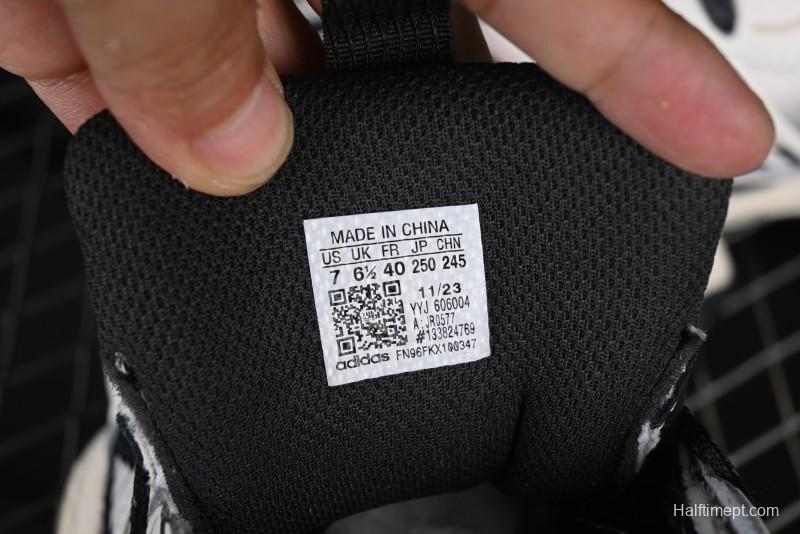 MADE IN CHINA
US UK FR JP CHN
7 6½ 40 250 245
11/23
YYJ 606004
A:JR0577
#133824769
adidas FN96FKX100347
Halftimept.com